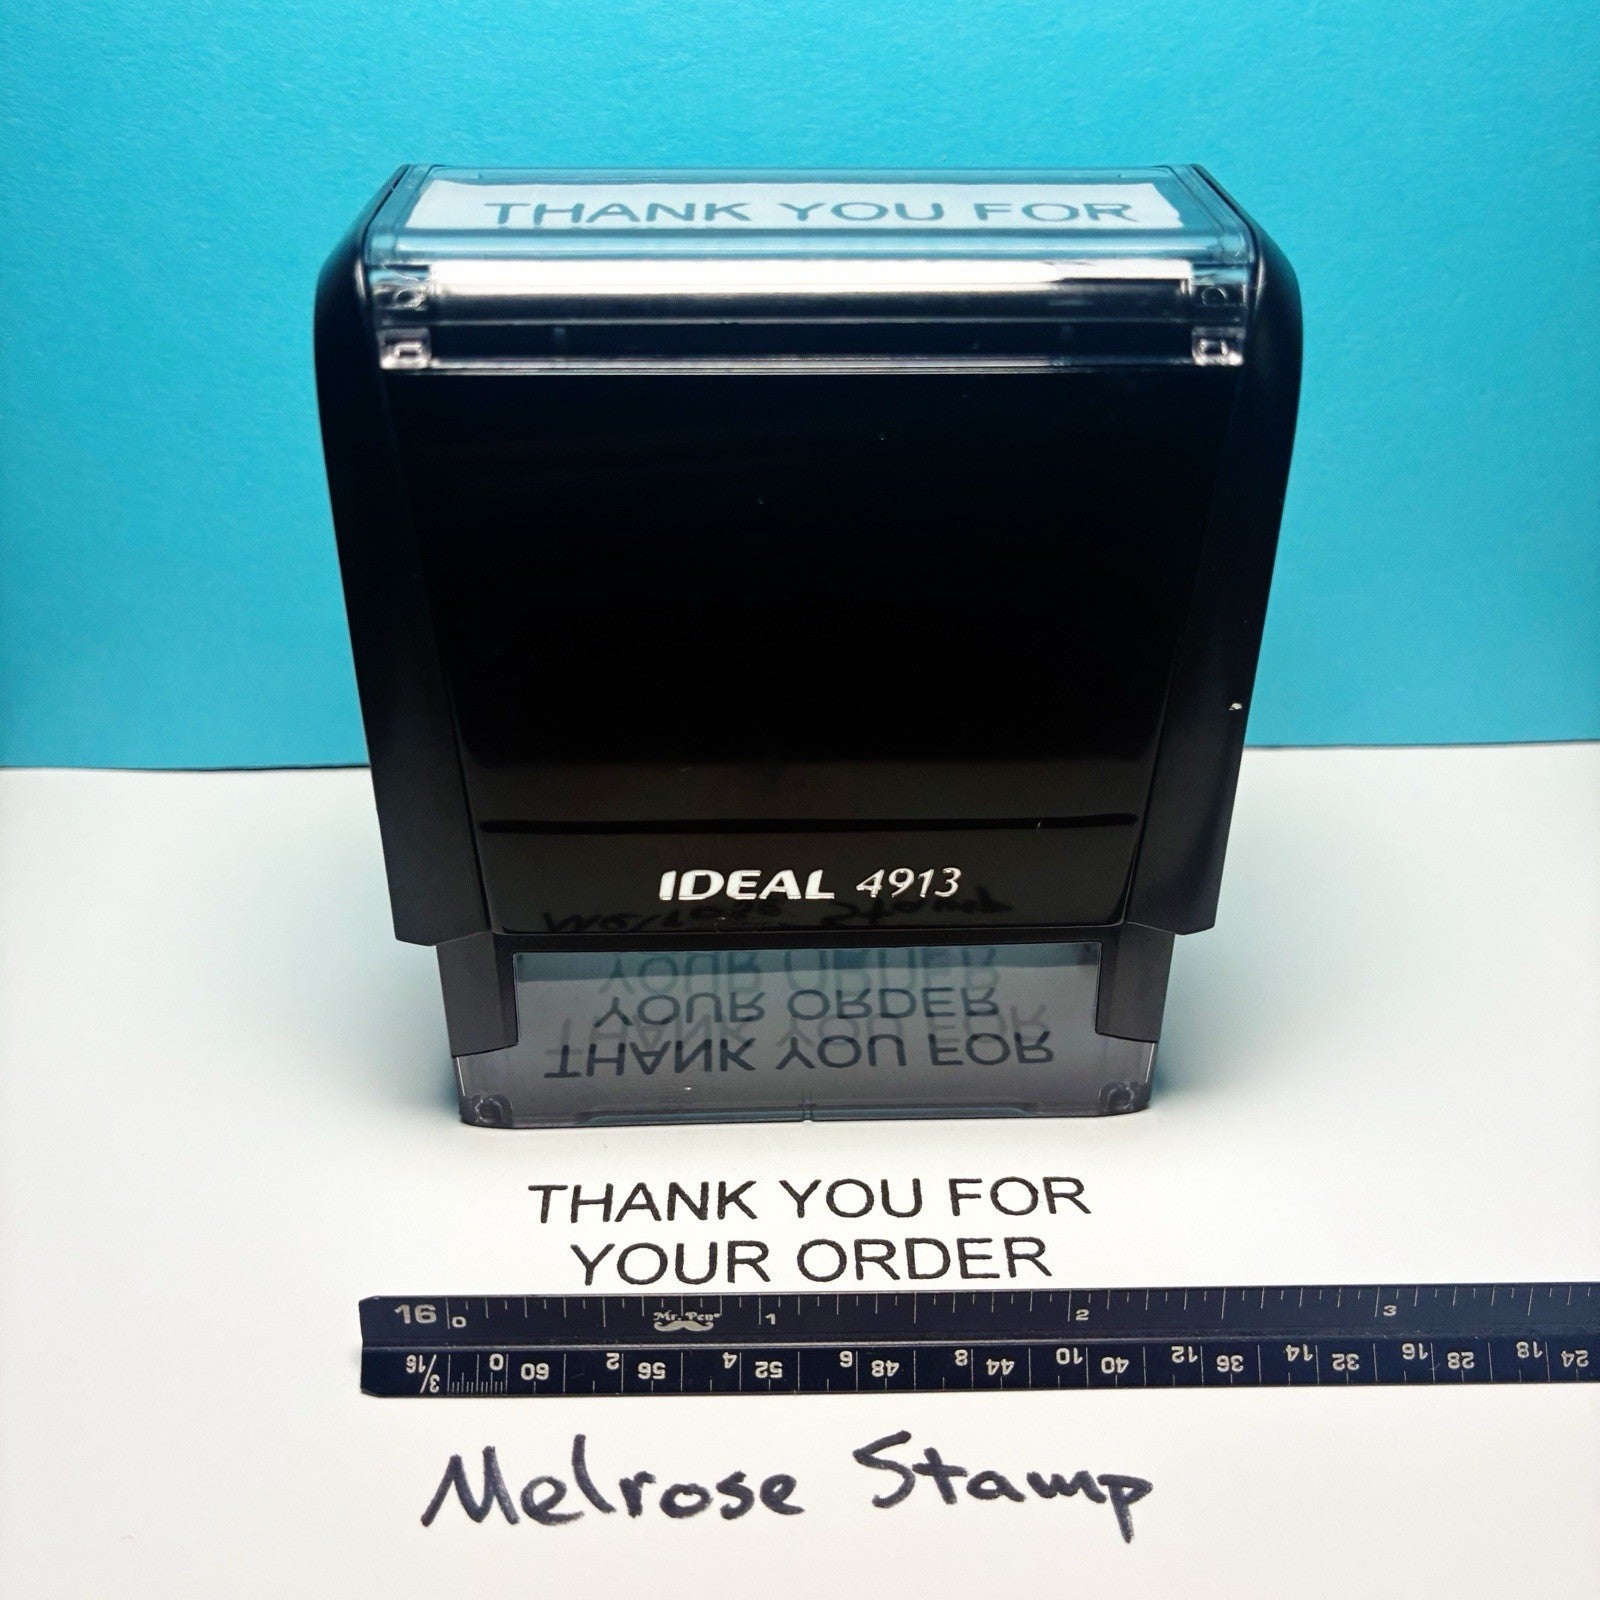 THANK YOU FOR
IDEAL 4913
YOUR ORDER
THANK YOU FOR
THANK YOU FOR
YOUR ORDER
16 0 Mr. Pen 1 2 3
3/16 0 60 2 56 4 52 6 48 8 44 10 40 12 36 14 32 16 28 18 24
Melrose Stamp